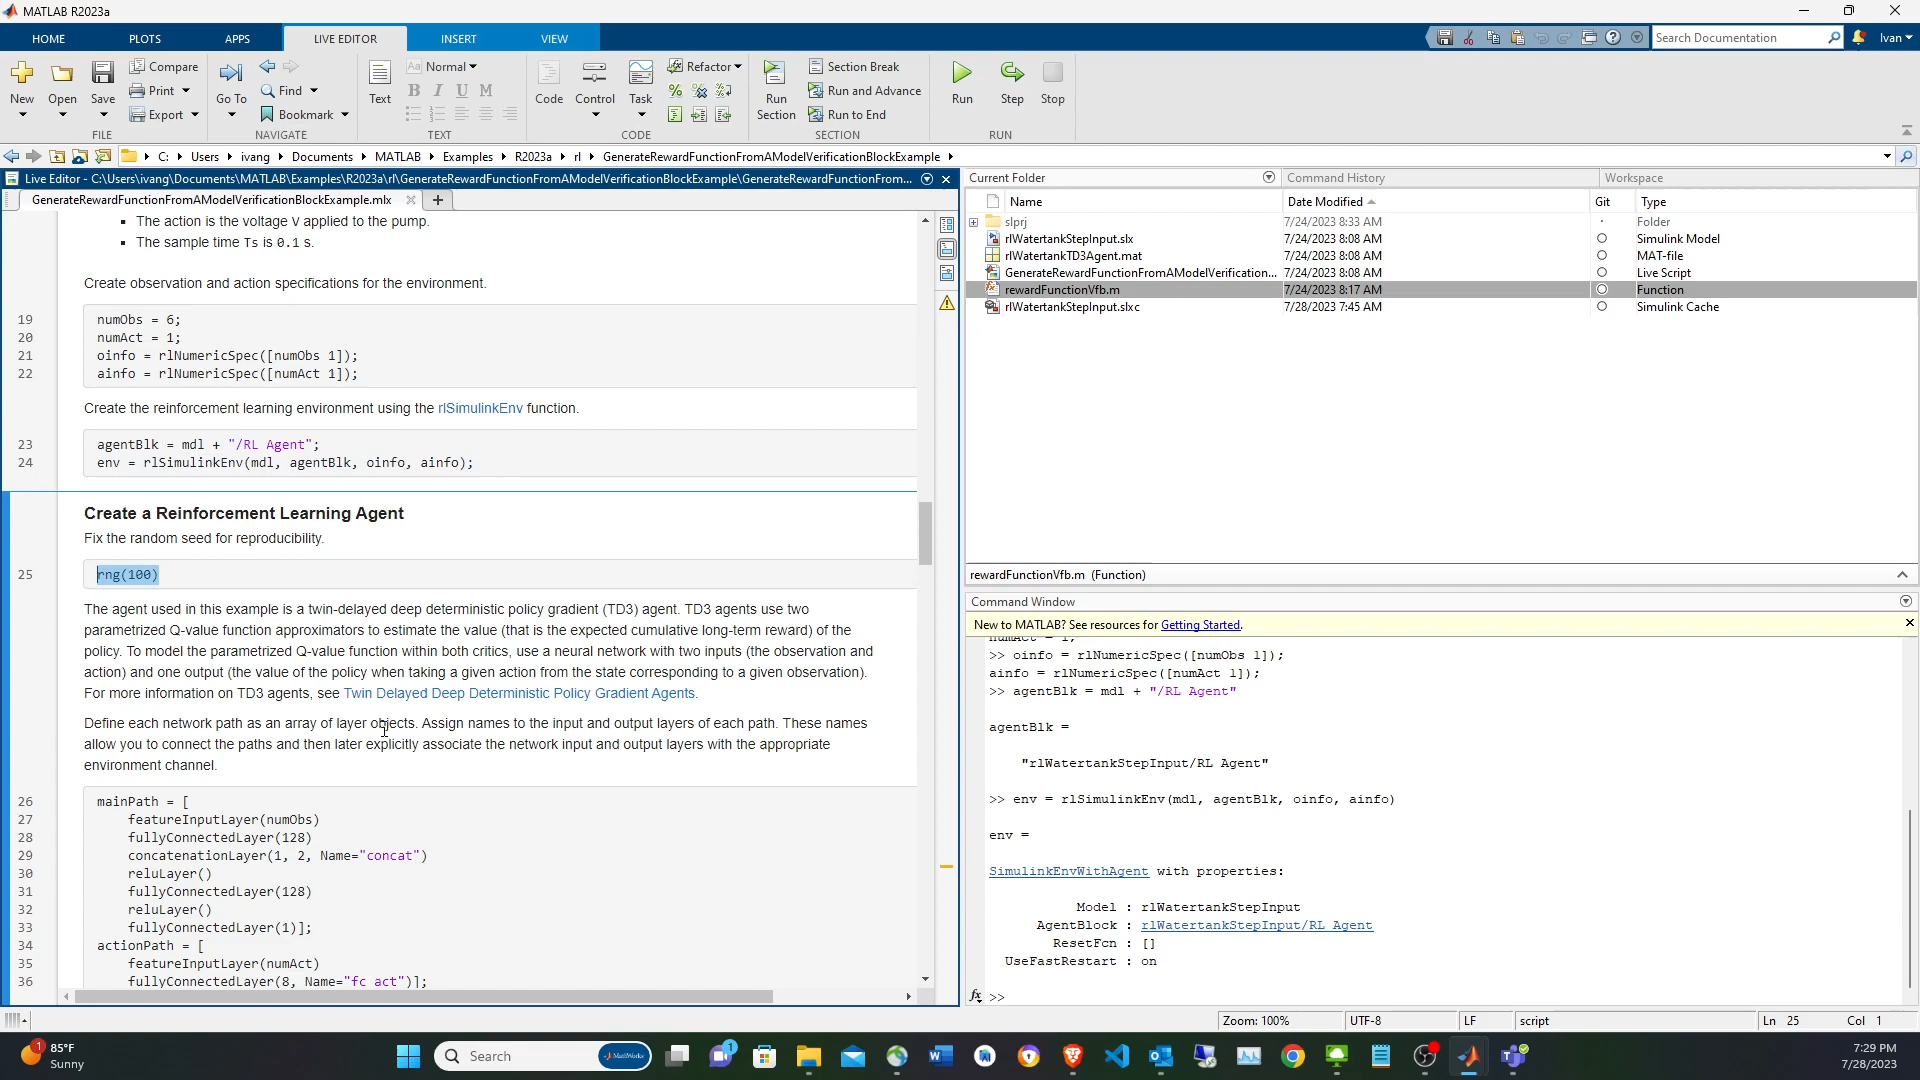 MATLAB R2023a
HOME PLOTS APPS LIVE EDITOR INSERT VIEW
Search Documentation
Ivan
New
Open
Save
Compare
Print
Export
FILE
Go To
Find
Bookmark
NAVIGATE
Text
Aa Normal
B I U M
TEXT
Code
Control
Task
Refactor
CODE
Run Section
Section Break
Run and Advance
Run to End
SECTION
Run
Step
Stop
RUN
C: Users ivang Documents MATLAB Examples R2023a rl GenerateRewardFunctionFromAModelVerificationBlockExample
Live Editor - C:\Users\ivang\Documents\MATLAB\Examples\R2023a\rl\GenerateRewardFunctionFromAModelVerificationBlockExample\GenerateRewardFunctionFrom...
GenerateRewardFunctionFromAModelVerificationBlockExample.mlx
The action is the voltage V applied to the pump.
The sample time Ts is 0.1 s.
Create observation and action specifications for the environment.
19 numObs = 6;
20 numAct = 1;
21 oinfo = rlNumericSpec([numObs 1]);
22 ainfo = rlNumericSpec([numAct 1]);
Create the reinforcement learning environment using the rlSimulinkEnv function.
23 agentBlk = mdl + "/RL Agent";
24 env = rlSimulinkEnv(mdl, agentBlk, oinfo, ainfo);
Create a Reinforcement Learning Agent
Fix the random seed for reproducibility.
25 rng(100)
The agent used in this example is a twin-delayed deep deterministic policy gradient (TD3) agent. TD3 agents use two
parametrized Q-value function approximators to estimate the value (that is the expected cumulative long-term reward) of the
policy. To model the parametrized Q-value function within both critics, use a neural network with two inputs (the observation and
action) and one output (the value of the policy when taking a given action from the state corresponding to a given observation).
For more information on TD3 agents, see Twin Delayed Deep Deterministic Policy Gradient Agents.
Define each network path as an array of layer objects. Assign names to the input and output layers of each path. These names
allow you to connect the paths and then later explicitly associate the network input and output layers with the appropriate
environment channel.
26 mainPath = [
27 featureInputLayer(numObs)
28 fullyConnectedLayer(128)
29 concatenationLayer(1, 2, Name="concat")
30 reluLayer()
31 fullyConnectedLayer(128)
32 reluLayer()
33 fullyConnectedLayer(1)];
34 actionPath = [
35 featureInputLayer(numAct)
36 fullyConnectedLayer(8, Name="fc_act")];
Current Folder
Command History
Workspace
Name Date Modified Git Type
slprj 7/24/2023 8:33 AM Folder
rlWatertankStepInput.slx 7/24/2023 8:08 AM Simulink Model
rlWatertankTD3Agent.mat 7/24/2023 8:08 AM MAT-file
GenerateRewardFunctionFromAModelVerification... 7/24/2023 8:08 AM Live Script
rewardFunctionVfb.m 7/24/2023 8:17 AM Function
rlWatertankStepInput.slxc 7/28/2023 7:45 AM Simulink Cache
rewardFunctionVfb.m (Function)
Command Window
New to MATLAB? See resources for Getting Started.
numAct = 1;
>> oinfo = rlNumericSpec([numObs 1]);
ainfo = rlNumericSpec([numAct 1]);
>> agentBlk = mdl + "/RL Agent"
agentBlk =
"rlWatertankStepInput/RL Agent"
>> env = rlSimulinkEnv(mdl, agentBlk, oinfo, ainfo)
env =
SimulinkEnvWithAgent with properties:
Model : rlWatertankStepInput
AgentBlock : rlWatertankStepInput/RL Agent
ResetFcn : []
UseFastRestart : on
fx >>
Zoom: 100% UTF-8 LF script Ln 25 Col 1
1
85°F
Sunny
Search
MathWorks
1
7:29 PM
7/28/2023